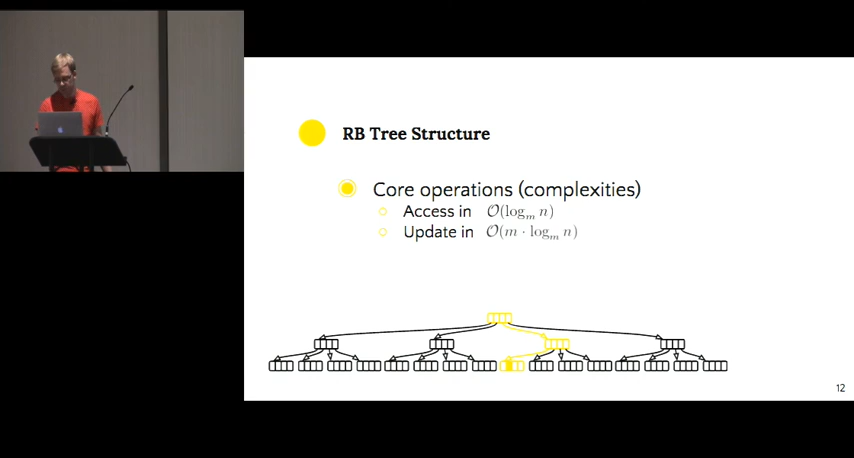 RB Tree Structure
Core operations (complexities)
Access in O(log_m n)
Update in O(m · log_m n)
12